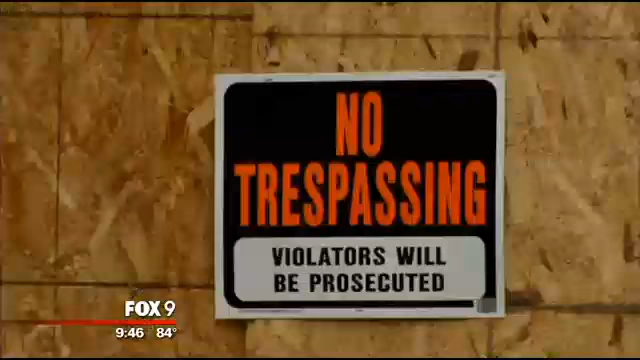 NO
TRESPASSING
VIOLATORS WILL
BE PROSECUTED
FOX 9
9:46 84°